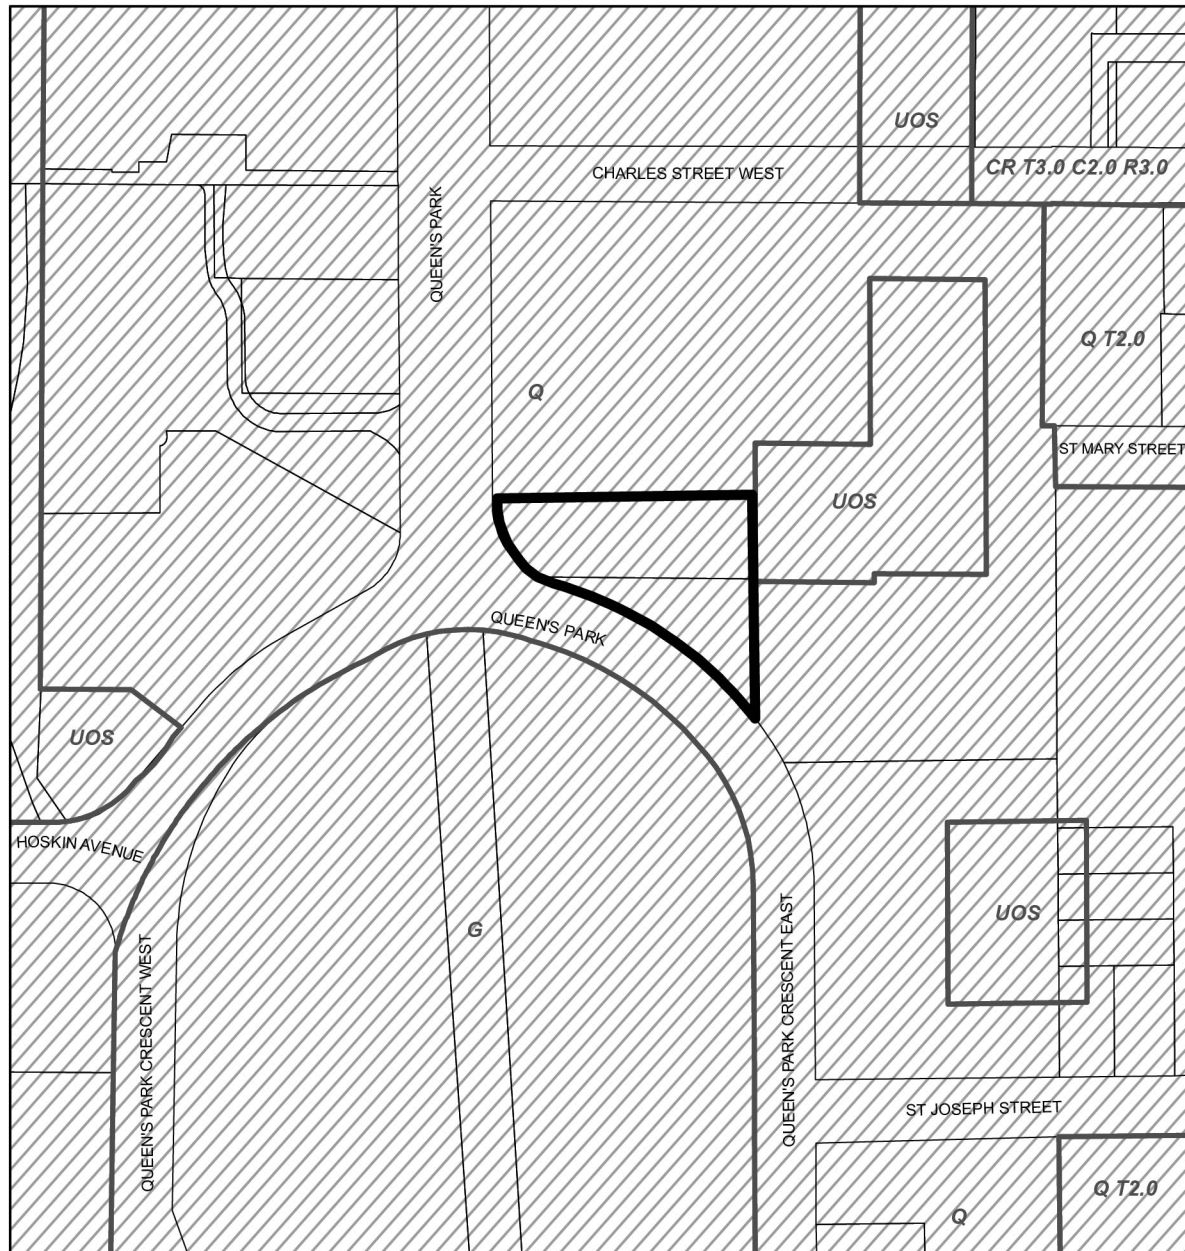 UOS
CR T3.0 C2.0 R3.0
CHARLES STREET WEST
QUEEN'S PARK
Q T2.0
Q
ST MARY STREET
UOS
QUEEN'S PARK
UOS
HOSKIN AVENUE
UOS
G
QUEEN'S PARK CRESCENT WEST
QUEEN'S PARK CRESCENT EAST
ST JOSEPH STREET
Q T2.0
Q